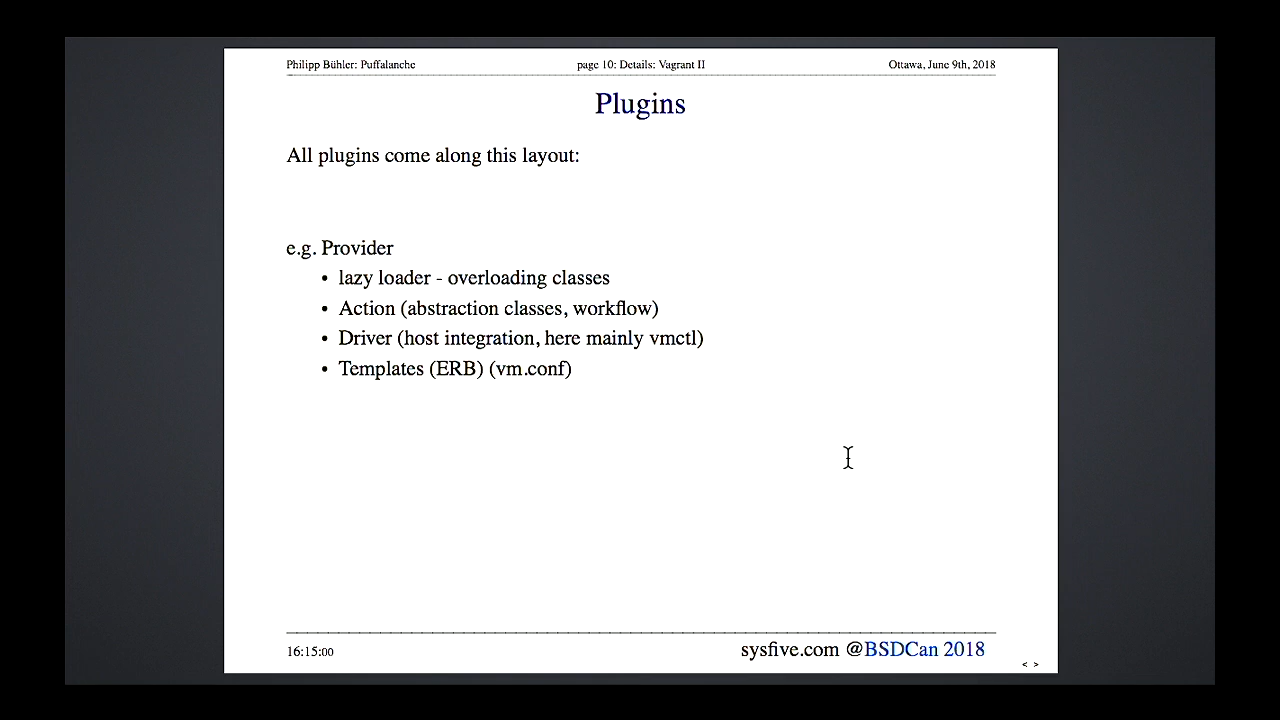 Philipp Bühler: Puffalanche page 10: Details: Vagrant II Ottawa, June 9th, 2018
Plugins
All plugins come along this layout:
e.g. Provider
• lazy loader - overloading classes
• Action (abstraction classes, workflow)
• Driver (host integration, here mainly vmctl)
• Templates (ERB) (vm.conf)
16:15:00 sysfive.com @BSDCan 2018
< >